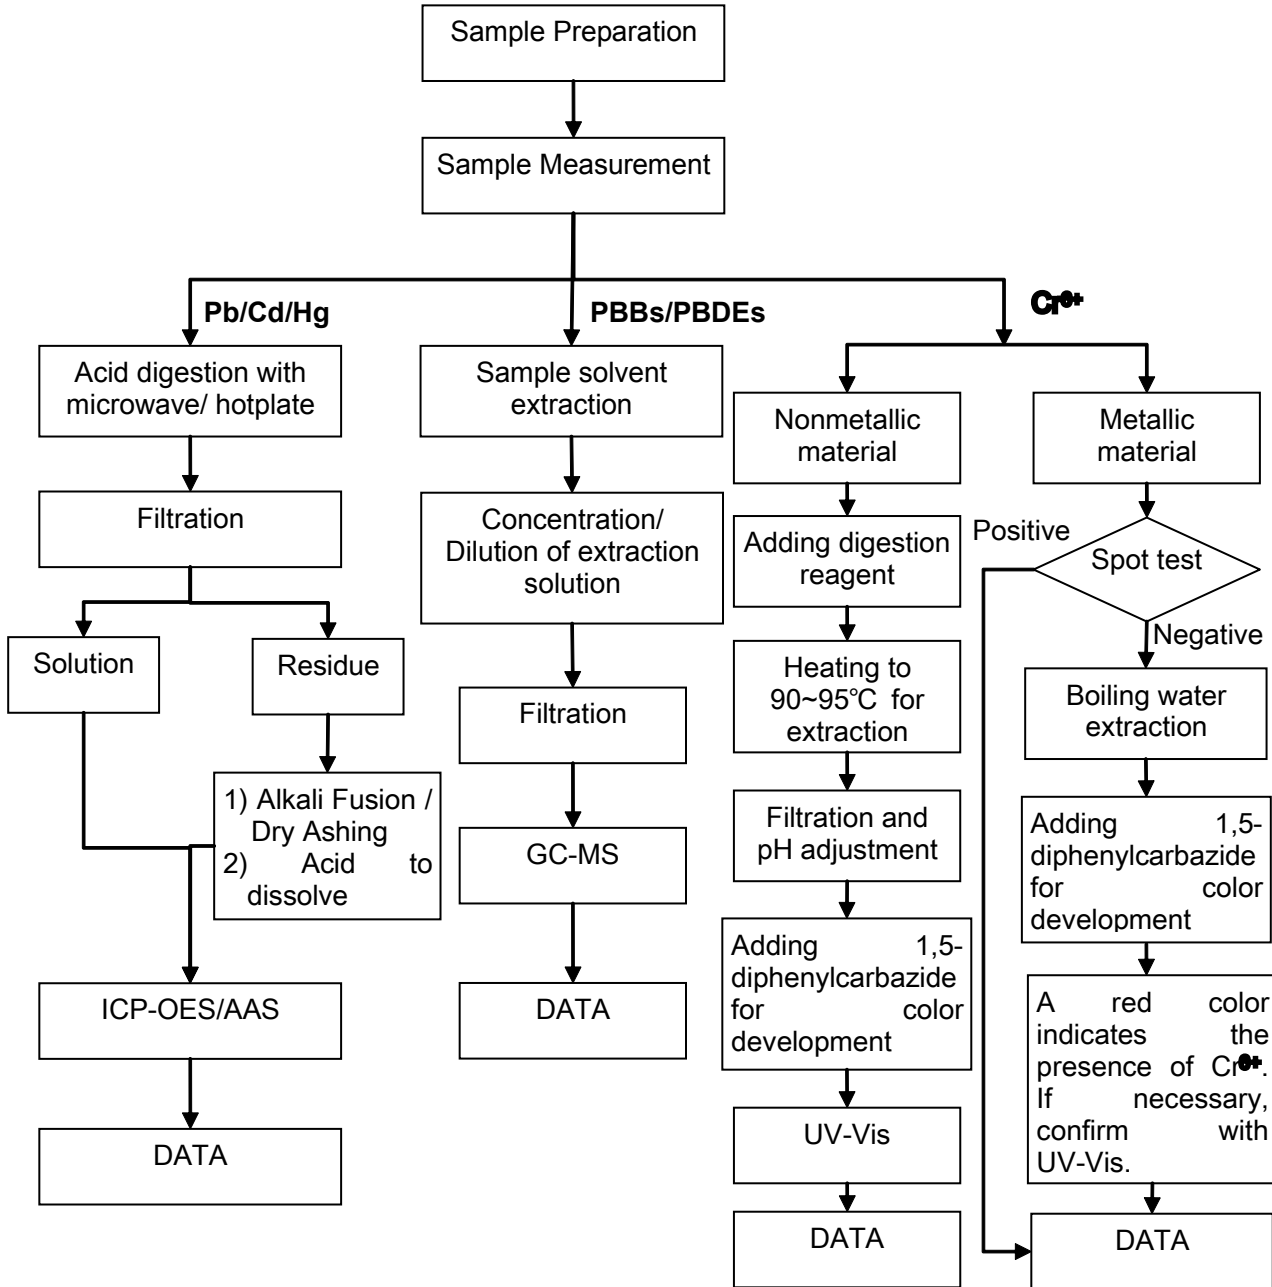 Sample Preparation
Sample Measurement
Pb/Cd/Hg
PBBs/PBDEs
Cr6+
Acid digestion with
microwave/ hotplate
Filtration
Solution
Residue
1) Alkali Fusion /
Dry Ashing
2) Acid to
dissolve
ICP-OES/AAS
DATA
Sample solvent
extraction
Concentration/
Dilution of extraction
solution
Filtration
GC-MS
DATA
Nonmetallic
material
Adding digestion
reagent
Heating to
90~95℃ for
extraction
Filtration and
pH adjustment
Adding 1,5-
diphenylcarbazide
for color
development
UV-Vis
DATA
Metallic
material
Positive
Spot test
Negative
Boiling water
extraction
Adding 1,5-
diphenylcarbazide
for color
development
A red color
indicates the
presence of Cr6+.
If necessary,
confirm with
UV-Vis.
DATA